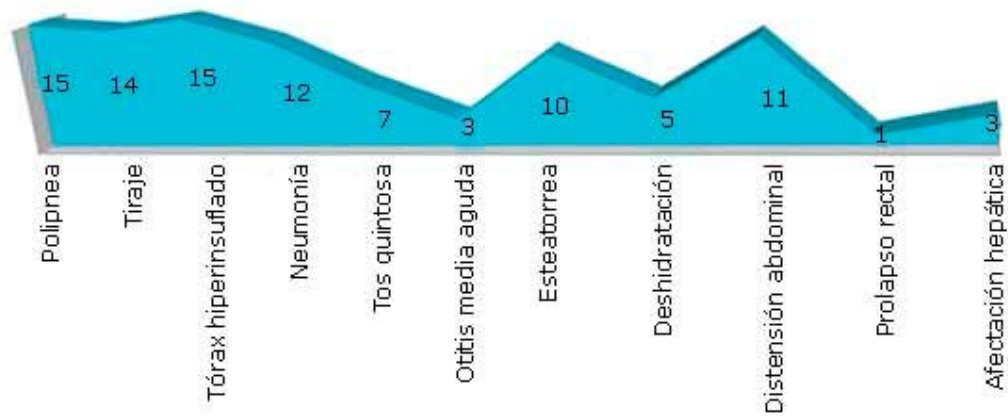 15
14
15
12
7
3
10
5
11
1
3
Polipnea
Tiraje
Tórax hiperinsuflado
Neumonía
Tos quintosa
Otitis media aguda
Esteatorrea
Deshidratación
Distensión abdominal
Prolapso rectal
Afectación hepática